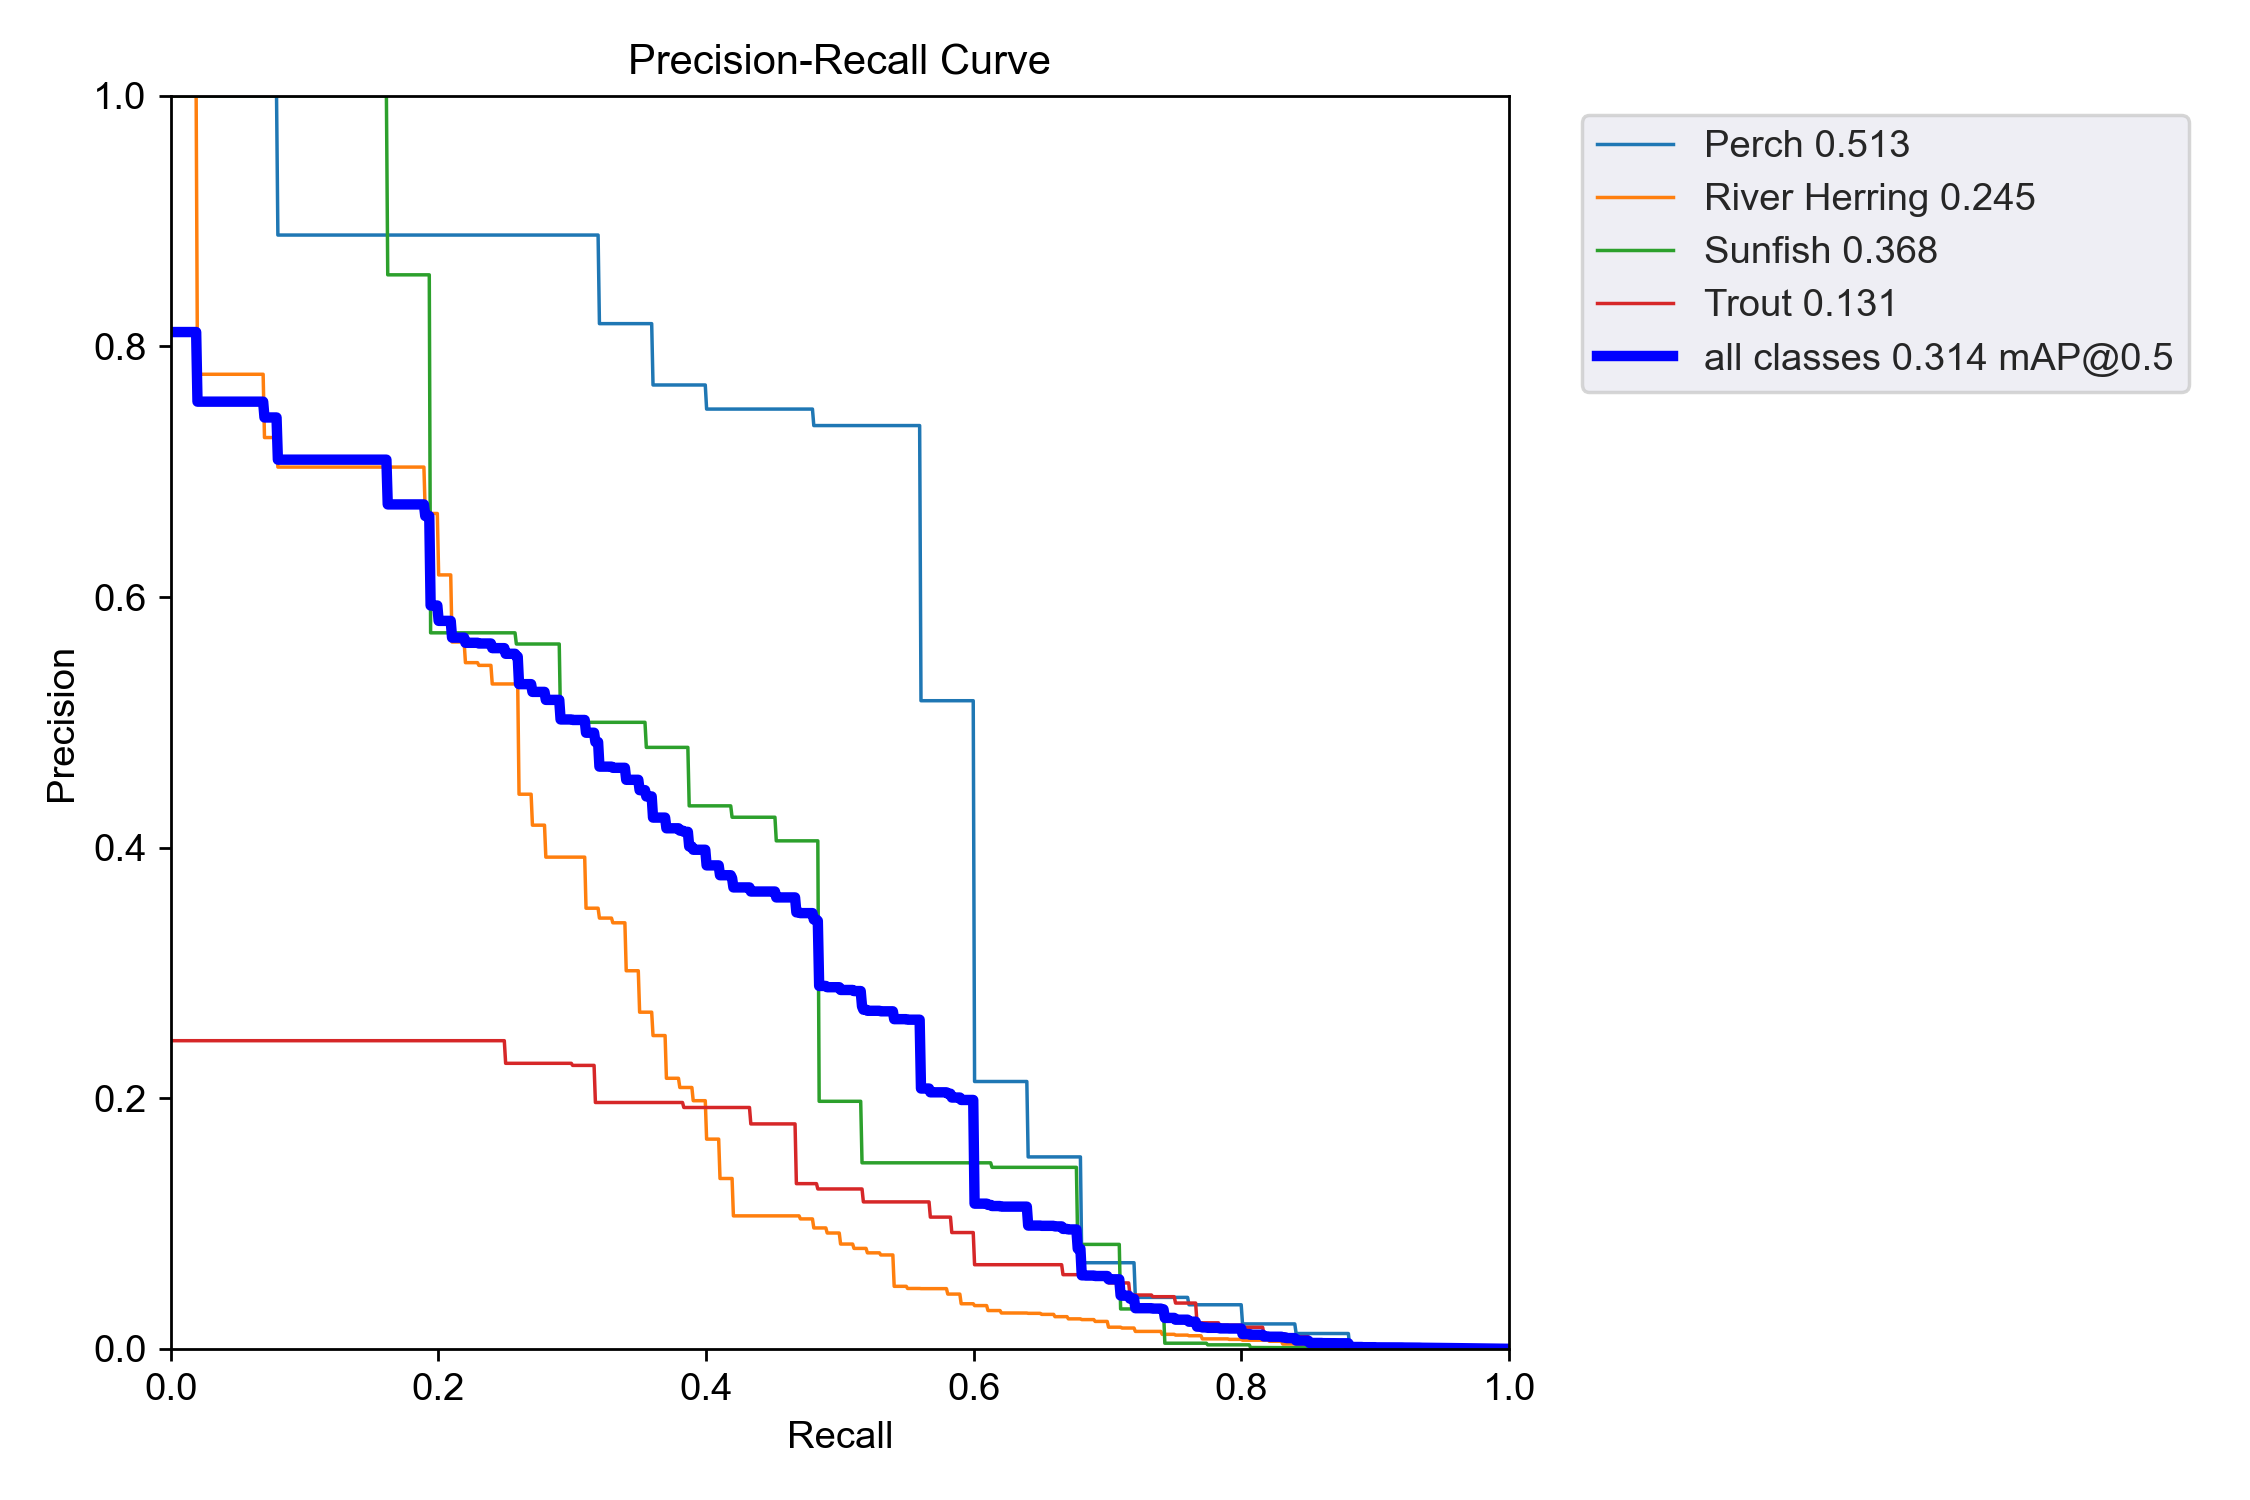 Precision-Recall Curve
1.0
0.8
0.6
0.4
0.2
0.0
Precision
0.0 0.2 0.4 0.6 0.8 1.0
Recall
Perch 0.513
River Herring 0.245
Sunfish 0.368
Trout 0.131
all classes 0.314 mAP@0.5